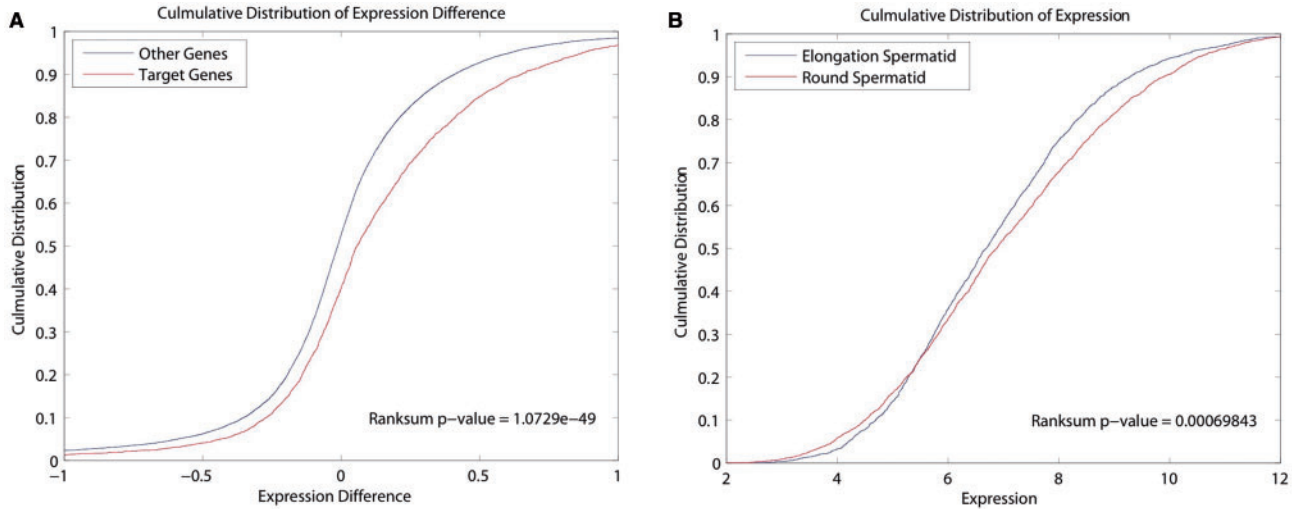 A
Culmulative Distribution of Expression Difference
Other Genes
Target Genes
Culmulative Distribution
1
0.9
0.8
0.7
0.6
0.5
0.4
0.3
0.2
0.1
0
Ranksum p-value = 1.0729e-49
-1
-0.5
0
0.5
1
Expression Difference
B
Culmulative Distribution of Expression
Elongation Spermatid
Round Spermatid
Culmulative Distribution
1
0.9
0.8
0.7
0.6
0.5
0.4
0.3
0.2
0.1
0
Ranksum p-value = 0.00069843
2
4
6
8
10
12
Expression